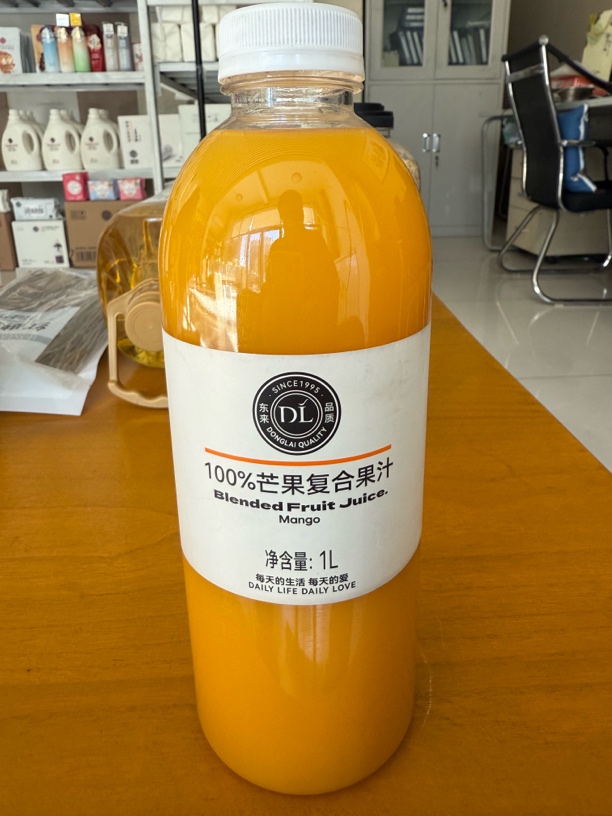 SINCE1995
东来 DL 品质
DONGLAI QUALITY
100%芒果复合果汁
Blended Fruit Juice.
Mango
净含量: 1L
每天的生活 每天的爱
DAILY LIFE DAILY LOVE